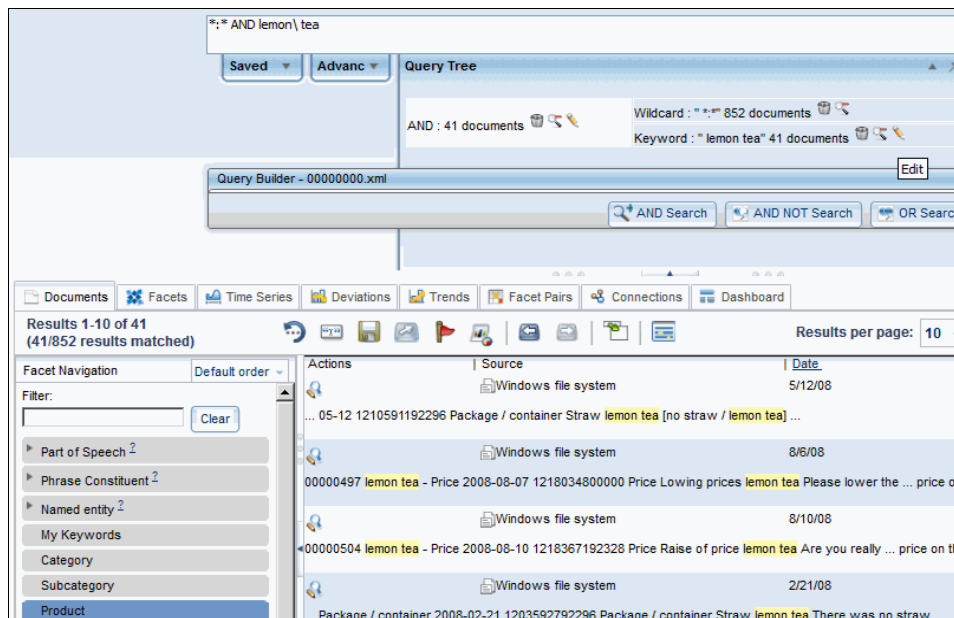 *:* AND lemon\ tea
Saved
Advanc
Query Tree
AND : 41 documents
Wildcard : " *:*" 852 documents
Keyword : " lemon tea" 41 documents
Edit
Query Builder - 00000000.xml
AND Search
AND NOT Search
OR Searc
Documents
Facets
Time Series
Deviations
Trends
Facet Pairs
Connections
Dashboard
Results 1-10 of 41
(41/852 results matched)
Results per page: 10
Facet Navigation
Default order
Filter:
Clear
Part of Speech ?
Phrase Constituent ?
Named entity ?
My Keywords
Category
Subcategory
Product
Actions
Source
Date
Windows file system
5/12/08
... 05-12 1210591192296 Package / container Straw lemon tea [no straw / lemon tea] ...
Windows file system
8/6/08
00000497 lemon tea - Price 2008-08-07 1218034800000 Price Lowing prices lemon tea Please lower the ... price o
Windows file system
8/10/08
00000504 lemon tea - Price 2008-08-10 1218367192328 Price Raise of price lemon tea Are you really ... price on th
Windows file system
2/21/08
Package / container 2008-02-21 1203592792296 Package / container Straw lemon tea There was no straw